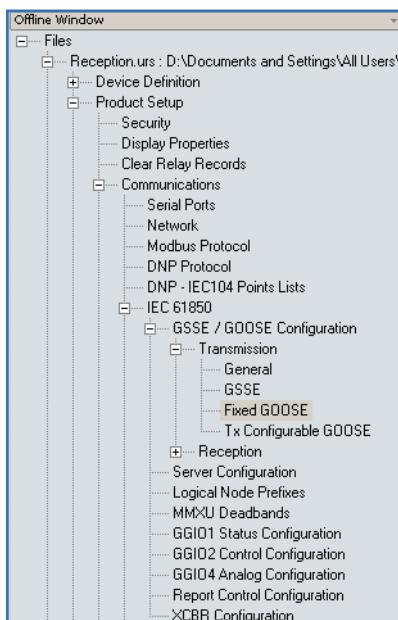 Offline Window
Files
Reception.urs : D:\Documents and Settings\All Users\
Device Definition
Product Setup
Security
Display Properties
Clear Relay Records
Communications
Serial Ports
Network
Modbus Protocol
DNP Protocol
DNP - IEC104 Points Lists
IEC 61850
GSSE / GOOSE Configuration
Transmission
General
GSSE
Fixed GOOSE
Tx Configurable GOOSE
Reception
Server Configuration
Logical Node Prefixes
MMXU Deadbands
GGIO1 Status Configuration
GGIO2 Control Configuration
GGIO4 Analog Configuration
Report Control Configuration
XCBR Configuration